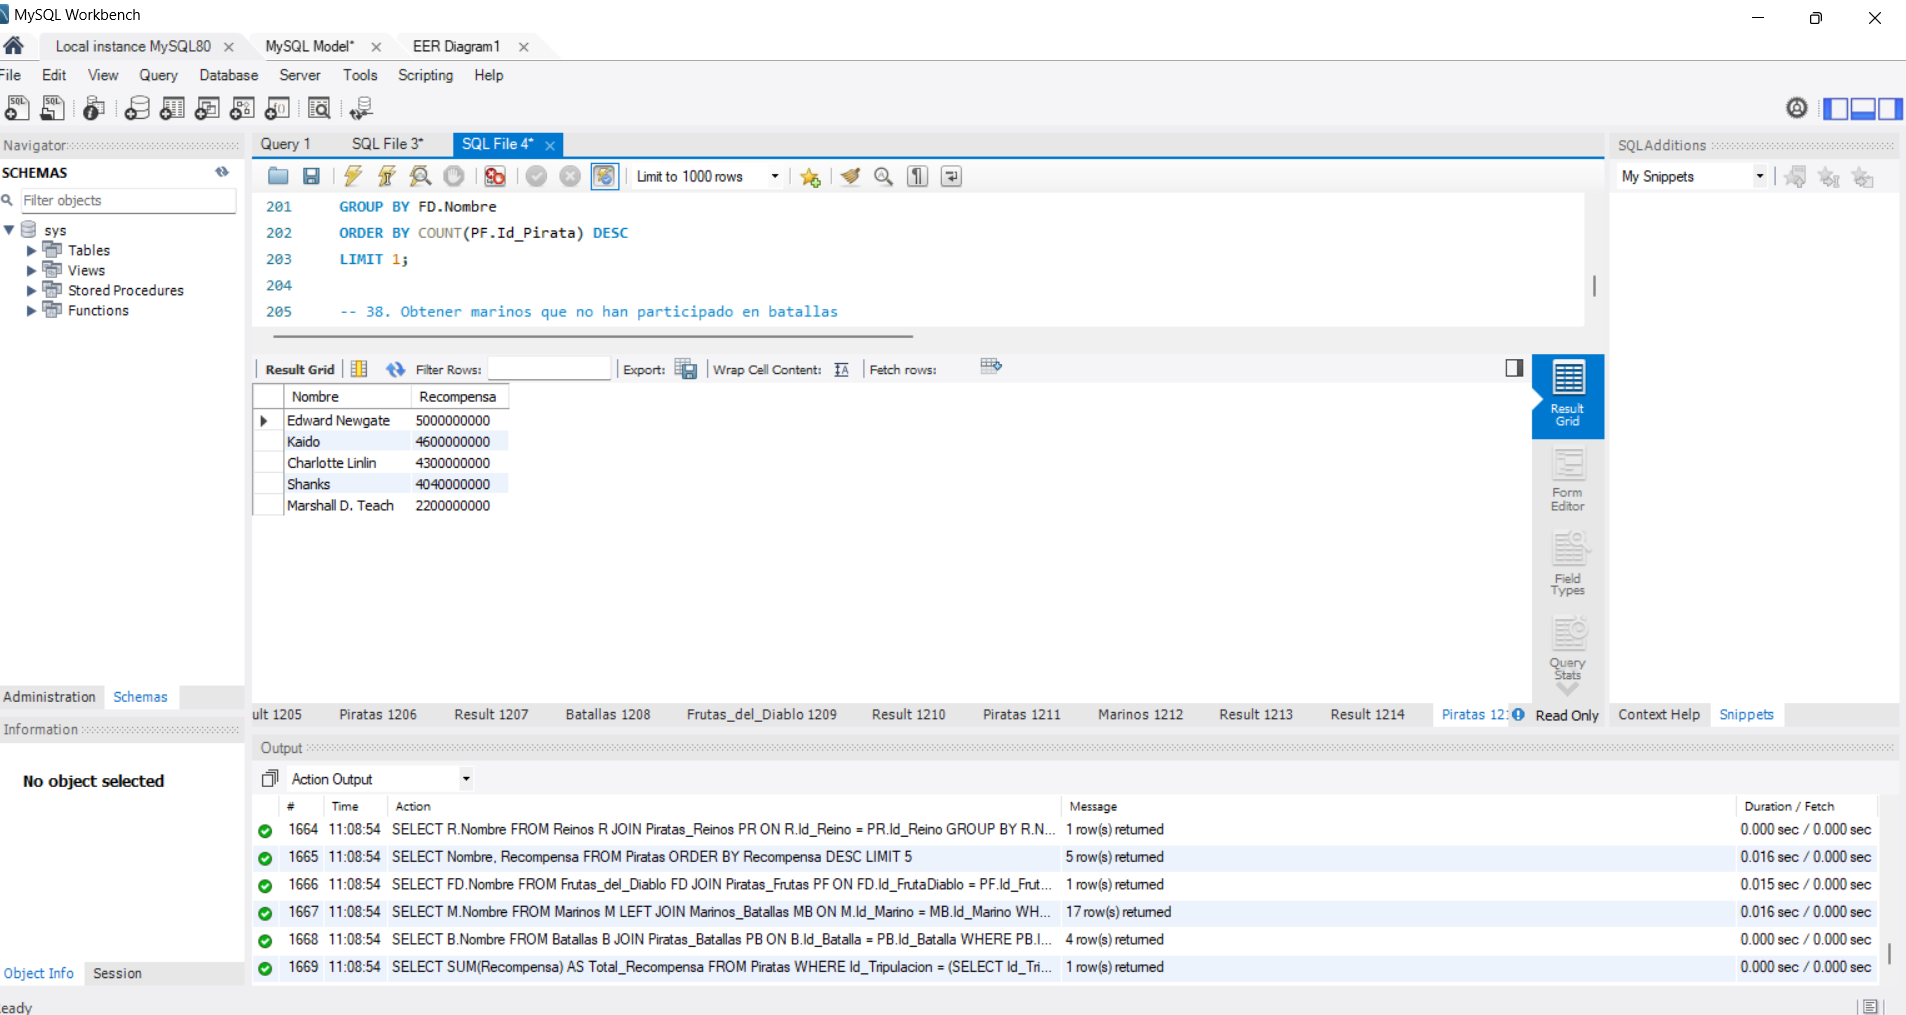 MySQL Workbench
Local instance MySQL80
MySQL Model*
EER Diagram1
File Edit View Query Database Server Tools Scripting Help
Navigator
SCHEMAS
Filter objects
sys
Tables
Views
Stored Procedures
Functions
Administration Schemas
Information
No object selected
Object Info Session
Query 1 SQL File 3* SQL File 4*
Limit to 1000 rows
201 GROUP BY FD.Nombre
202 ORDER BY COUNT(PF.Id_Pirata) DESC
203 LIMIT 1;
204
205 -- 38. Obtener marinos que no han participado en batallas
Result Grid Filter Rows: Export: Wrap Cell Content: Fetch rows:
Nombre Recompensa
Edward Newgate 5000000000
Kaido 4600000000
Charlotte Linlin 4300000000
Shanks 4040000000
Marshall D. Teach 2200000000
Result Grid
Form Editor
Field Types
Query Stats
ult 1205 Piratas 1206 Result 1207 Batallas 1208 Frutas_del_Diablo 1209 Result 1210 Piratas 1211 Marinos 1212 Result 1213 Result 1214 Piratas 121 Read Only
SQLAdditions
My Snippets
Context Help Snippets
Output
Action Output
# Time Action Message Duration / Fetch
1664 11:08:54 SELECT R.Nombre FROM Reinos R JOIN Piratas_Reinos PR ON R.Id_Reino = PR.Id_Reino GROUP BY R.N... 1 row(s) returned 0.000 sec / 0.000 sec
1665 11:08:54 SELECT Nombre, Recompensa FROM Piratas ORDER BY Recompensa DESC LIMIT 5 5 row(s) returned 0.016 sec / 0.000 sec
1666 11:08:54 SELECT FD.Nombre FROM Frutas_del_Diablo FD JOIN Piratas_Frutas PF ON FD.Id_FrutaDiablo = PF.Id_Frut... 1 row(s) returned 0.015 sec / 0.000 sec
1667 11:08:54 SELECT M.Nombre FROM Marinos M LEFT JOIN Marinos_Batallas MB ON M.Id_Marino = MB.Id_Marino WH... 17 row(s) returned 0.016 sec / 0.000 sec
1668 11:08:54 SELECT B.Nombre FROM Batallas B JOIN Piratas_Batallas PB ON B.Id_Batalla = PB.Id_Batalla WHERE PB.I... 4 row(s) returned 0.000 sec / 0.000 sec
1669 11:08:54 SELECT SUM(Recompensa) AS Total_Recompensa FROM Piratas WHERE Id_Tripulacion = (SELECT Id_Tri... 1 row(s) returned 0.000 sec / 0.000 sec
eady